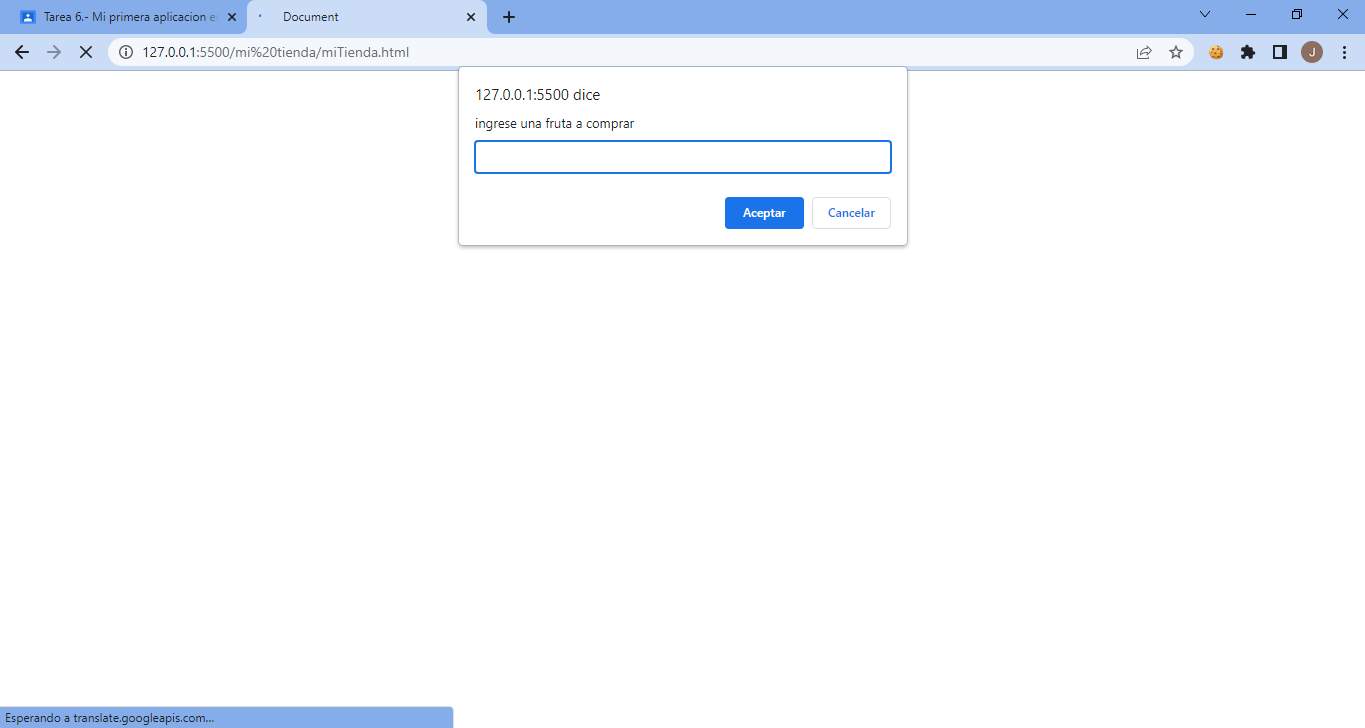 Tarea 6.- Mi primera aplicacion e
Document
127.0.0.1:5500/mi%20tienda/miTienda.html
J
127.0.0.1:5500 dice
ingrese una fruta a comprar
Aceptar
Cancelar
Esperando a translate.googleapis.com...